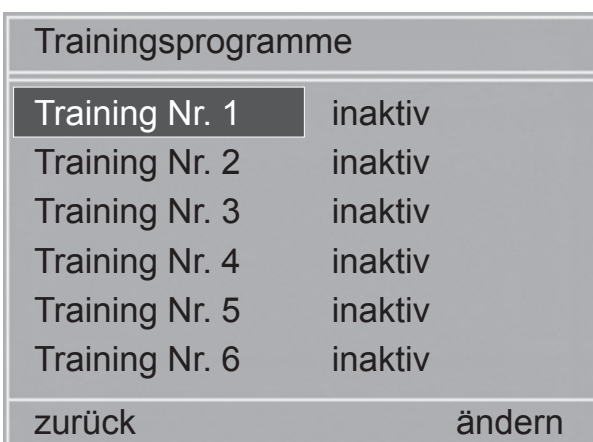 Trainingsprogramme
Training Nr. 1 inaktiv
Training Nr. 2 inaktiv
Training Nr. 3 inaktiv
Training Nr. 4 inaktiv
Training Nr. 5 inaktiv
Training Nr. 6 inaktiv
zurück ändern